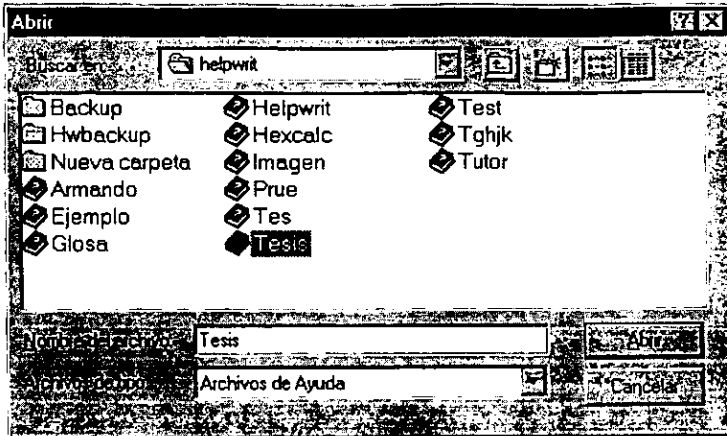 Abrir
Buscar en: helpwrit
Backup Helpwrit Test
Hwbackup Hexcalc Tghjk
Nueva carpeta Imagen Tutor
Armando Prue
Ejemplo Tes
Glosa Tesis
Nombre de archivo: Tesis Abrir
Archivos de tipo: Archivos de Ayuda Cancelar